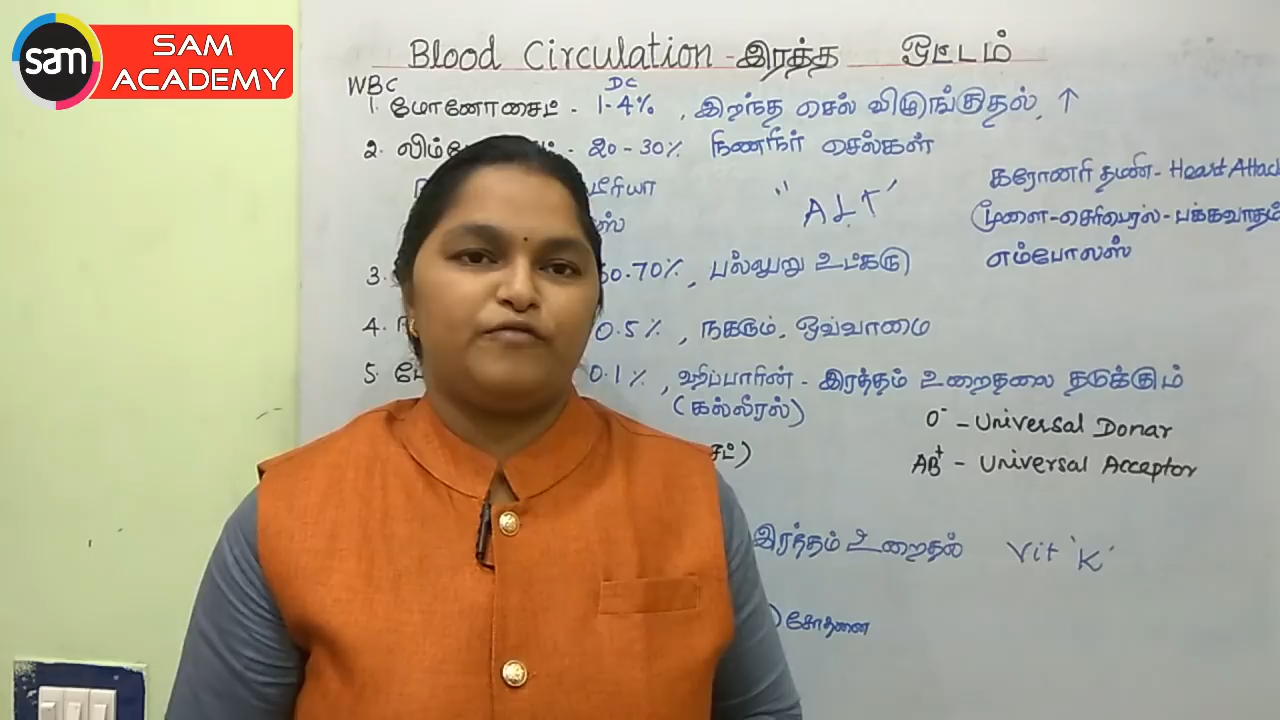 sam
SAM
ACADEMY
Blood Circulation - இரத்த ஓட்டம்
WBC
DC
1. மோனோசைட் - 1-4% , இறந்த செல் விழுங்குதல், ↑
2. - 20 - 30% நிணநீர் செல்கள்
கரோனரி தமனி - Heart Attack
மூளை - செரிபரல் - பக்கவாதம்
எம்போலஸ்
3. 70% , பல்லுறு உட்கரு
4. 0.5% , நகரும், ஒவ்வாமை
5. 0.1% , ஹிப்பாரின் - இரத்தம் உறைதலை தடுக்கும்
(கல்லீரல்)
O⁻ - Universal Donar
AB⁺ - Universal Acceptor
இரத்தம் உறைதல் Vit 'K'
) சோதனை